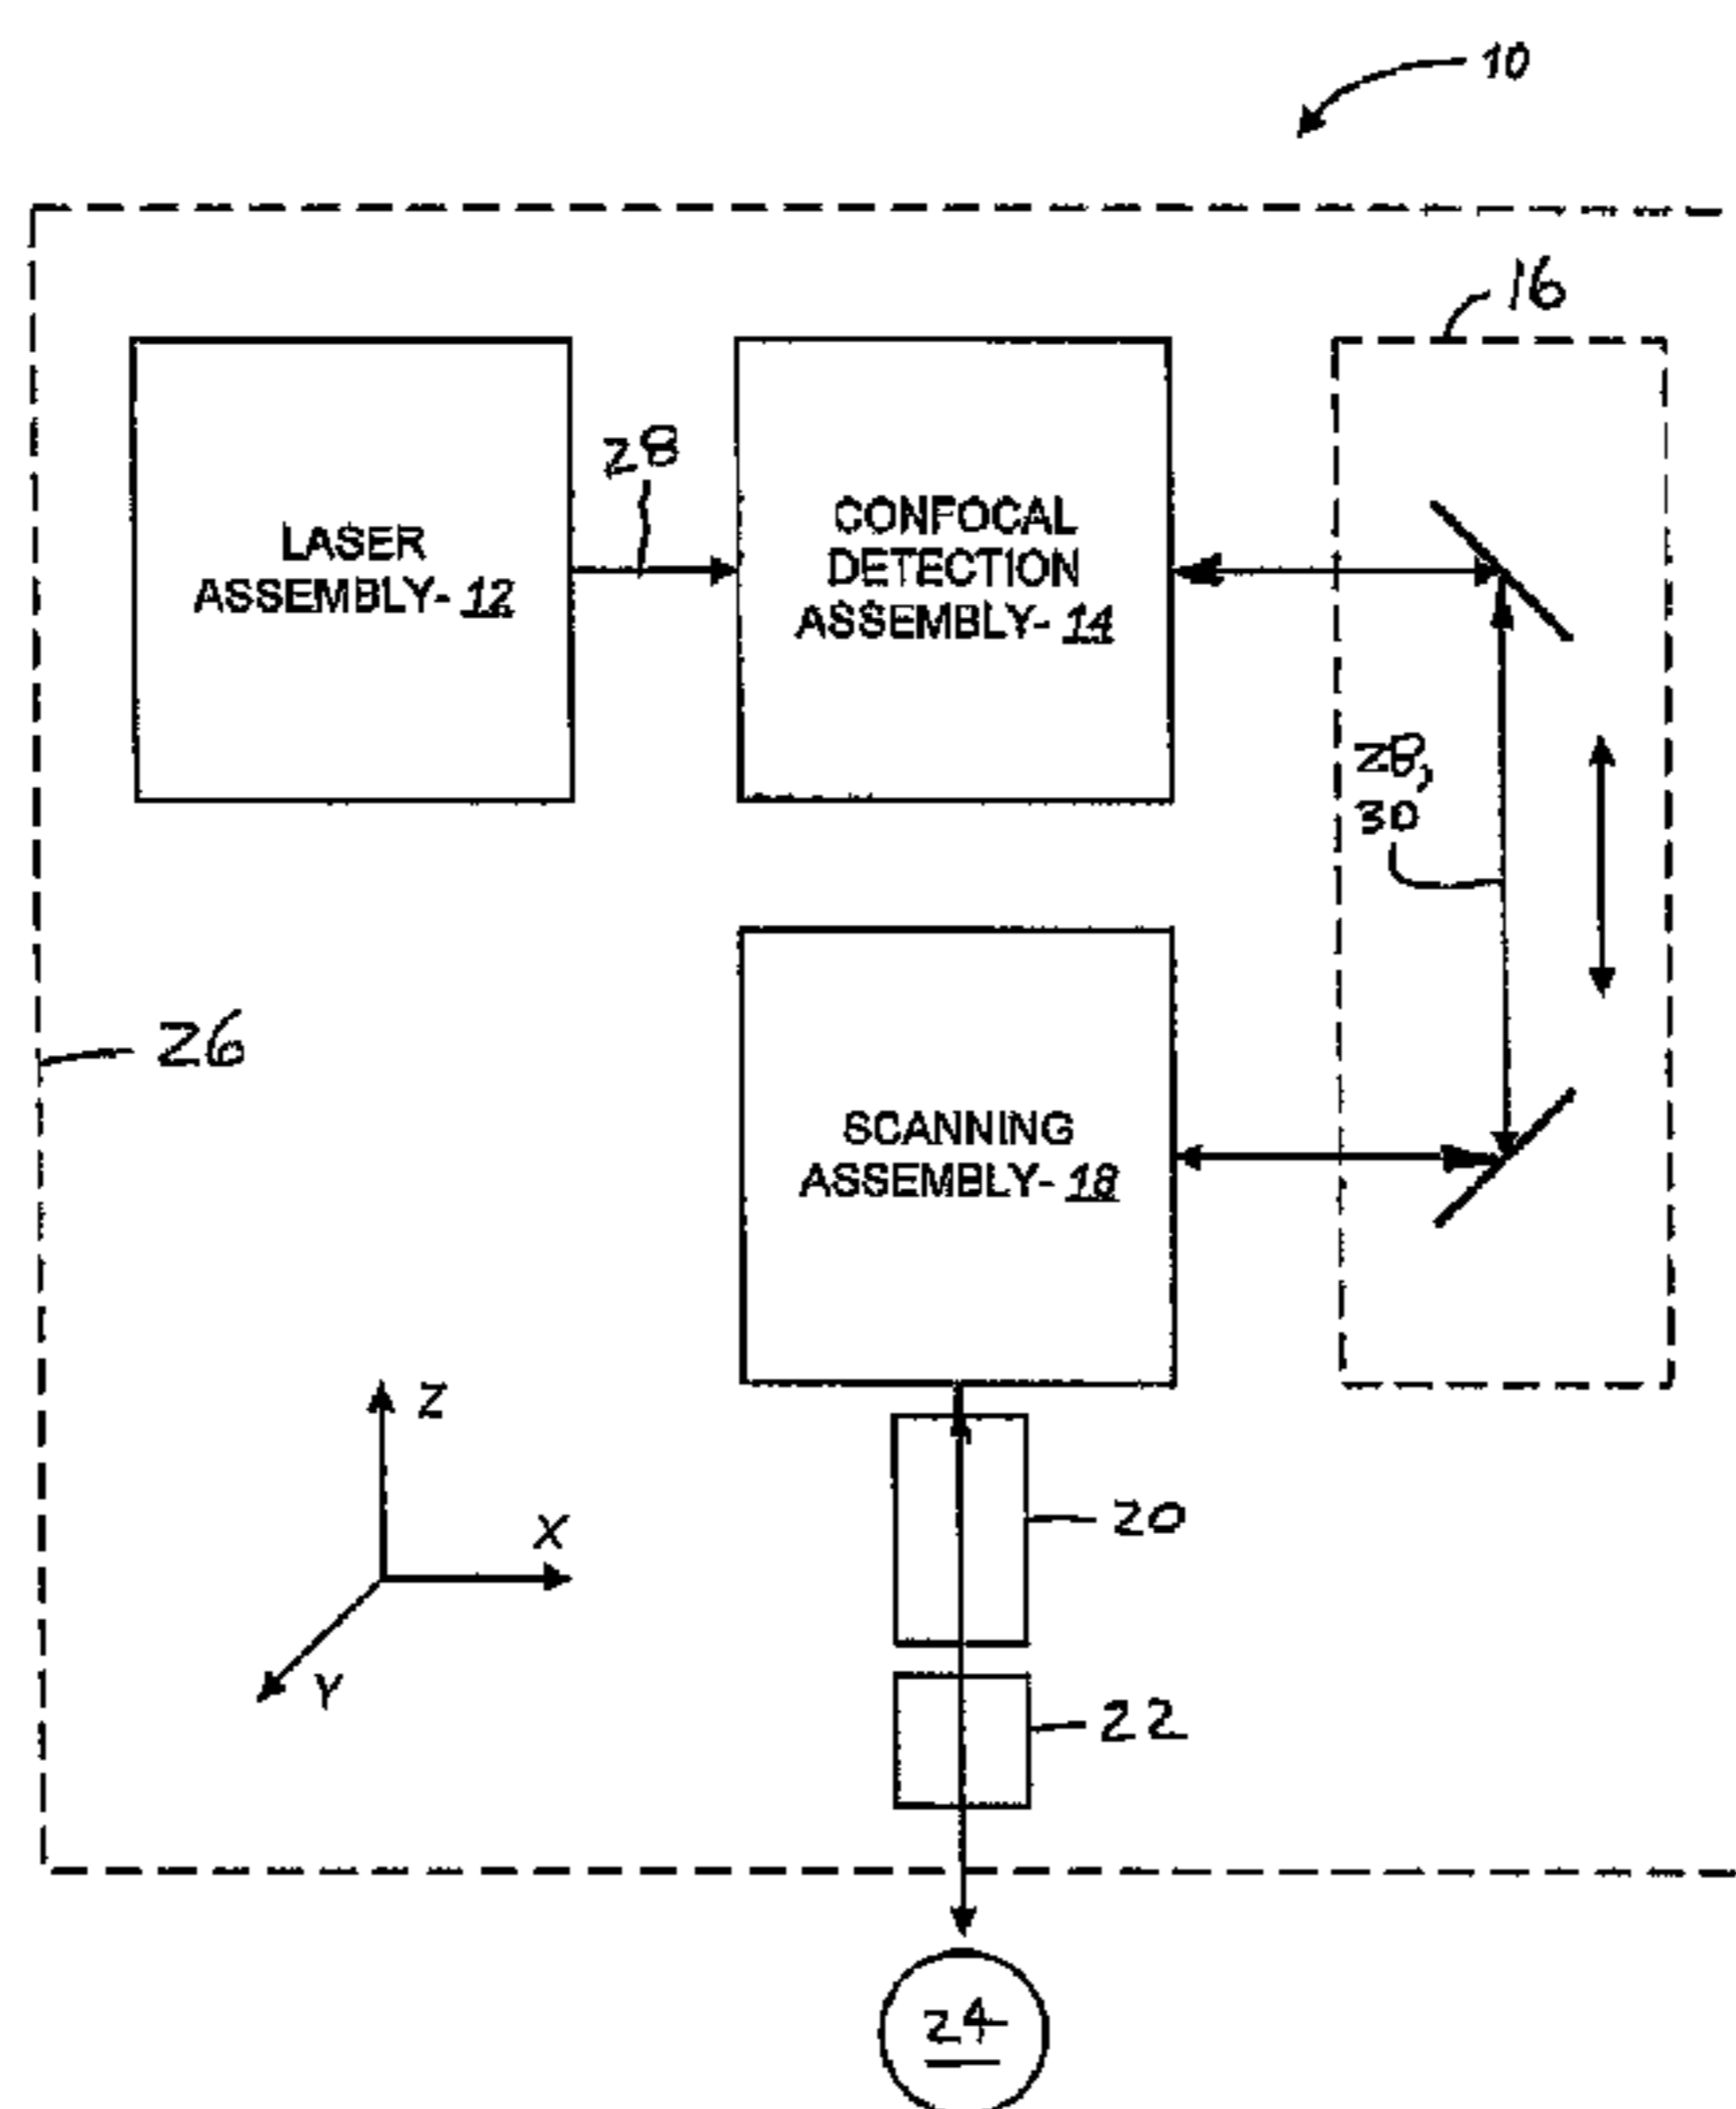 10
16
28
LASER
ASSEMBLY- 12
CONFOCAL
DETECTION
ASSEMBLY- 14
28,
30
26
SCANNING
ASSEMBLY- 18
Z
X
Y
20
22
24